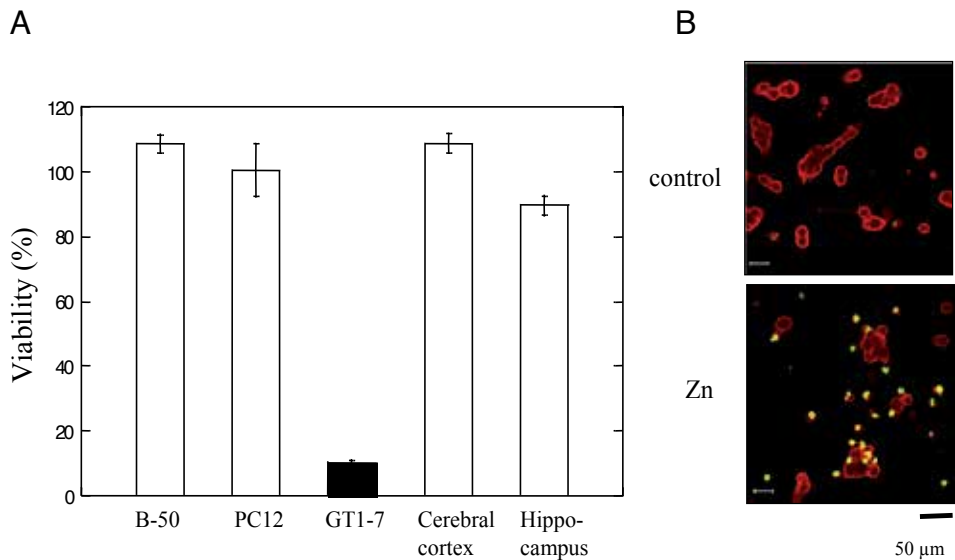 A
B
120
100
80
60
40
20
0
Viability (%)
B-50
PC12
GT1-7
Cerebral
cortex
Hippo-
campus
control
Zn
50 μm